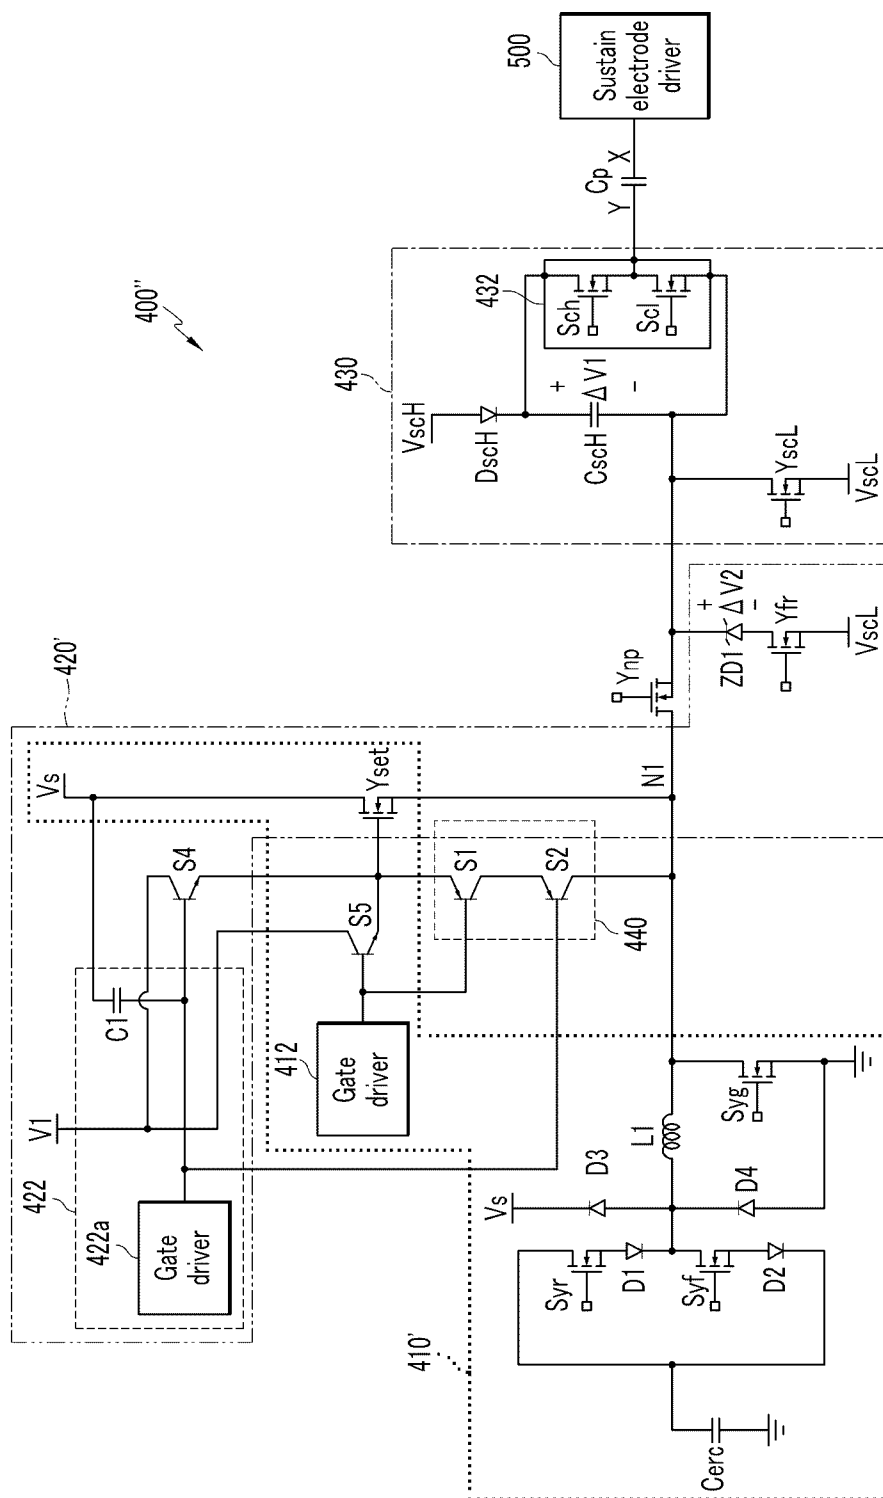 400"
420'
Vs
Yset
S4
S5
C1
V1
422
422a
Gate
driver
412
Gate
driver
S1
S2
440
N1
Ynp
ZD1
+
ΔV2
-
Yfr
VscL
430
VscH
DscH
+
ΔV1
-
CscH
432
Sch
Scl
YscL
VscL
Y
Cp
X
500
Sustain
electrode
driver
410'
Vs
D3
L1
D4
Syg
Syr
D1
Syf
D2
Cerc